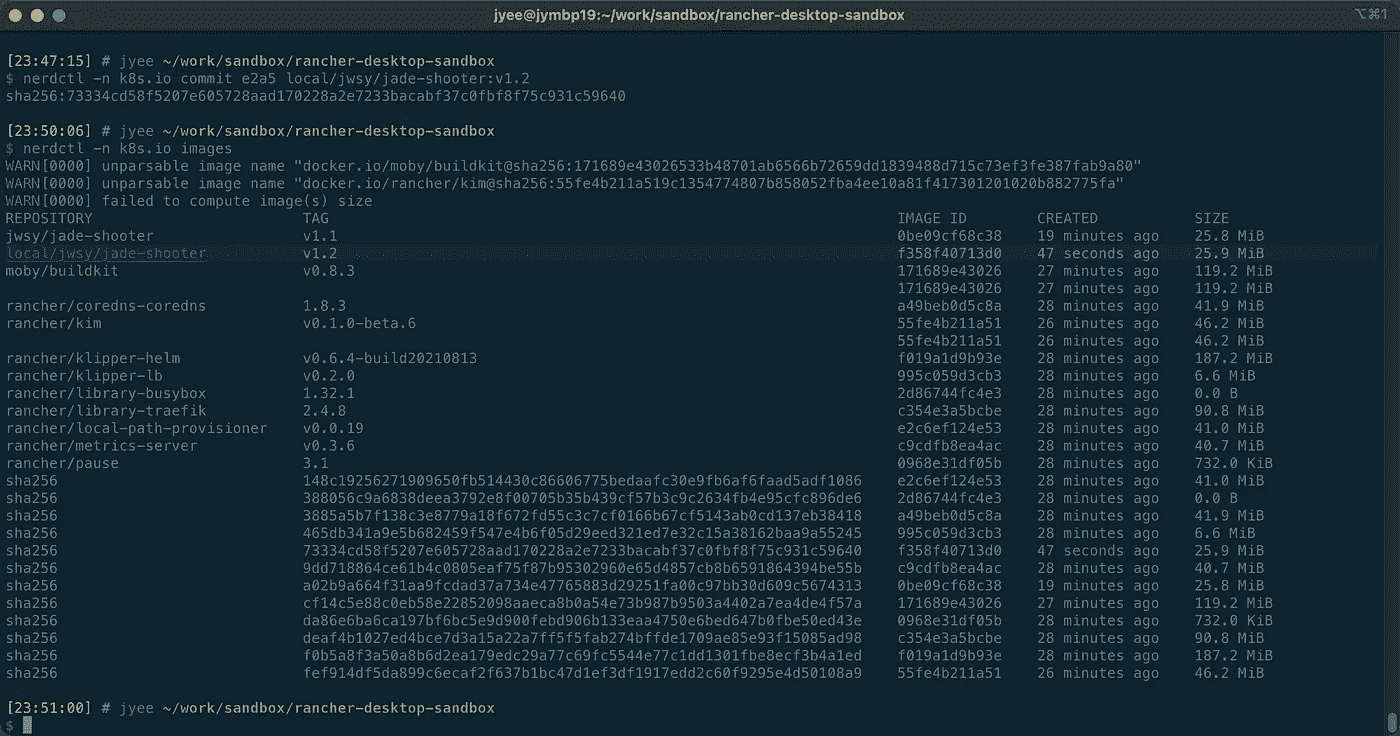 jyee@jymbp19:~/work/sandbox/rancher-desktop-sandbox ⌥⌘1
[23:47:15] # jyee ~/work/sandbox/rancher-desktop-sandbox
$ nerdctl -n k8s.io commit e2a5 local/jwsy/jade-shooter:v1.2
sha256:73334cd58f5207e605728aad170228a2e7233bacabf37c0fbf8f75c931c59640
[23:50:06] # jyee ~/work/sandbox/rancher-desktop-sandbox
$ nerdctl -n k8s.io images
WARN[0000] unparsable image name "docker.io/moby/buildkit@sha256:171689e43026533b48701ab6566b72659dd1839488d715c73ef3fe387fab9a80"
WARN[0000] unparsable image name "docker.io/rancher/kim@sha256:55fe4b211a519c1354774807b858052fba4ee10a81f417301201020b882775fa"
WARN[0000] failed to compute image(s) size
REPOSITORY TAG IMAGE ID CREATED SIZE
jwsy/jade-shooter v1.1 0be09cf68c38 19 minutes ago 25.8 MiB
local/jwsy/jade-shooter v1.2 f358f40713d0 47 seconds ago 25.9 MiB
moby/buildkit v0.8.3 171689e43026 27 minutes ago 119.2 MiB
171689e43026 27 minutes ago 119.2 MiB
rancher/coredns-coredns 1.8.3 a49beb0d5c8a 28 minutes ago 41.9 MiB
rancher/kim v0.1.0-beta.6 55fe4b211a51 26 minutes ago 46.2 MiB
55fe4b211a51 26 minutes ago 46.2 MiB
rancher/klipper-helm v0.6.4-build20210813 f019a1d9b93e 28 minutes ago 187.2 MiB
rancher/klipper-lb v0.2.0 995c059d3cb3 28 minutes ago 6.6 MiB
rancher/library-busybox 1.32.1 2d86744fc4e3 28 minutes ago 0.0 B
rancher/library-traefik 2.4.8 c354e3a5bcbe 28 minutes ago 90.8 MiB
rancher/local-path-provisioner v0.0.19 e2c6ef124e53 28 minutes ago 41.0 MiB
rancher/metrics-server v0.3.6 c9cdfb8ea4ac 28 minutes ago 40.7 MiB
rancher/pause 3.1 0968e31df05b 28 minutes ago 732.0 KiB
sha256 148c19256271909650fb514430c86606775bedaafc30e9fb6af6faad5adf1086 e2c6ef124e53 28 minutes ago 41.0 MiB
sha256 388056c9a6838deea3792e8f00705b35b439cf57b3c9c2634fb4e95cfc896de6 2d86744fc4e3 28 minutes ago 0.0 B
sha256 3885a5b7f138c3e8779a18f672fd55c3c7cf0166b67cf5143ab0cd137eb38418 a49beb0d5c8a 28 minutes ago 41.9 MiB
sha256 465db341a9e5b682459f547e4b6f05d29eed321ed7e32c15a38162baa9a55245 995c059d3cb3 28 minutes ago 6.6 MiB
sha256 73334cd58f5207e605728aad170228a2e7233bacabf37c0fbf8f75c931c59640 f358f40713d0 47 seconds ago 25.9 MiB
sha256 9dd718864ce61b4c0805eaf75f87b95302960e65d4857cb8b6591864394be55b c9cdfb8ea4ac 28 minutes ago 40.7 MiB
sha256 a02b9a664f31aa9fcdad37a734e47765883d29251fa00c97bb30d609c5674313 0be09cf68c38 19 minutes ago 25.8 MiB
sha256 cf14c5e88c0eb58e22852098aaeca8b0a54e73b987b9503a4402a7ea4de4f57a 171689e43026 27 minutes ago 119.2 MiB
sha256 da86e6ba6ca197bf6bc5e9d900febd906b133eaa4750e6bed647b0fbe50ed43e 0968e31df05b 28 minutes ago 732.0 KiB
sha256 deaf4b1027ed4bce7d3a15a22a7ff5f5fab274bffde1709ae85e93f15085ad98 c354e3a5bcbe 28 minutes ago 90.8 MiB
sha256 f0b5a8f3a50a8b6d2ea179edc29a77c69fc5544e77c1dd1301fbe8ecf3b4a1ed f019a1d9b93e 28 minutes ago 187.2 MiB
sha256 fef914df5da899c6ecaf2f637b1bc47d1ef3df1917edd2c60f9295e4d50108a9 55fe4b211a51 26 minutes ago 46.2 MiB
[23:51:00] # jyee ~/work/sandbox/rancher-desktop-sandbox
$